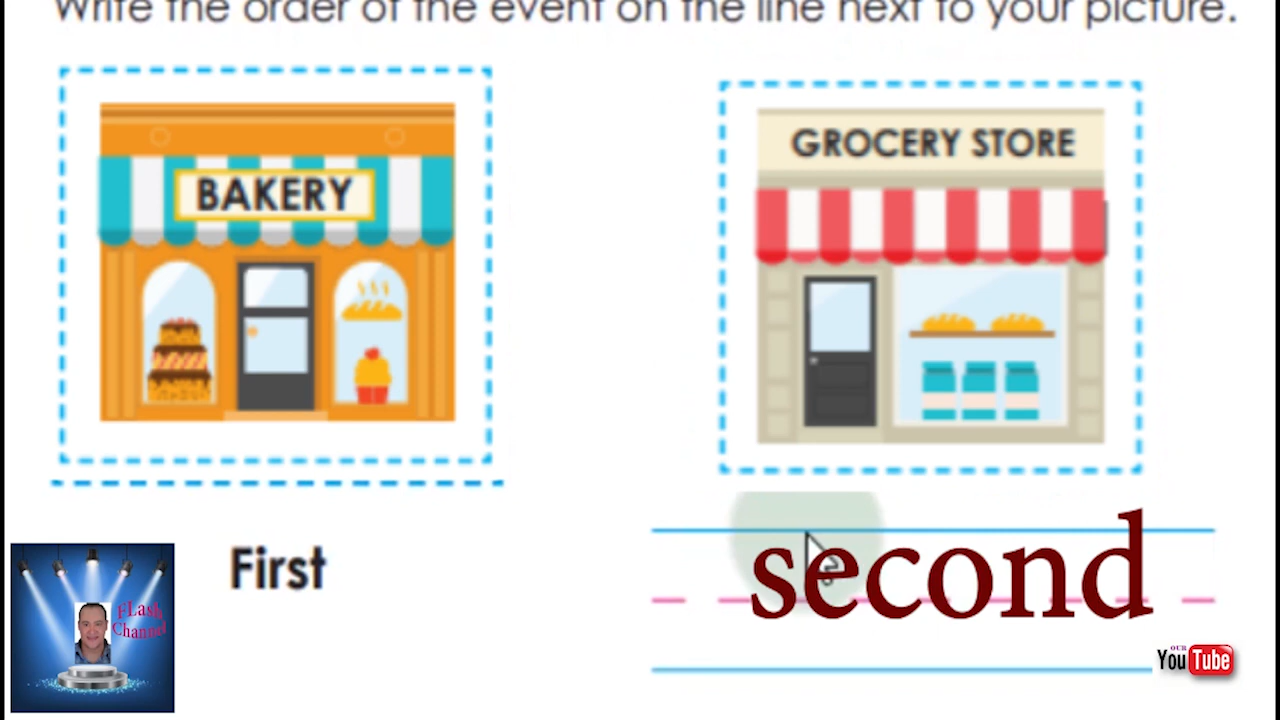 Write the order of the event on the line next to your picture.
BAKERY
GROCERY STORE
First
second
FLash
Channel
OUR
YouTube